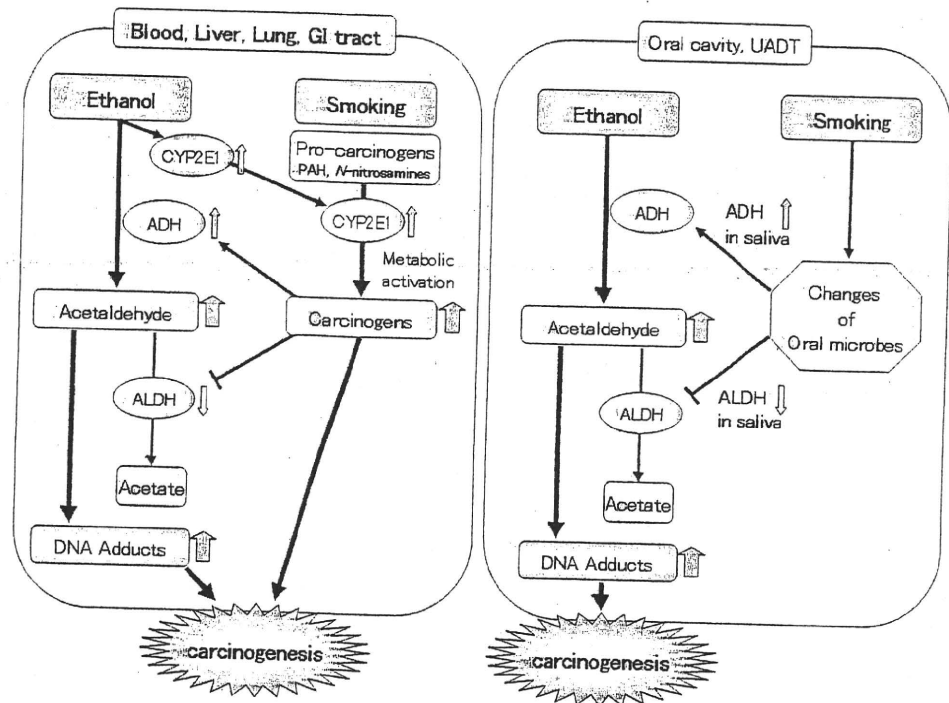 Blood, Liver, Lung, GI tract
Ethanol
Smoking
CYP2E1
Pro-carcinogens
PAH, N-nitrosamines
CYP2E1
ADH
Metabolic
activation
Acetaldehyde
Carcinogens
ALDH
Acetate
DNA Adducts
carcinogenesis
Oral cavity, UADT
Ethanol
Smoking
ADH
ADH
in saliva
Changes
of
Oral microbes
Acetaldehyde
ALDH
ALDH
in saliva
Acetate
DNA Adducts
carcinogenesis